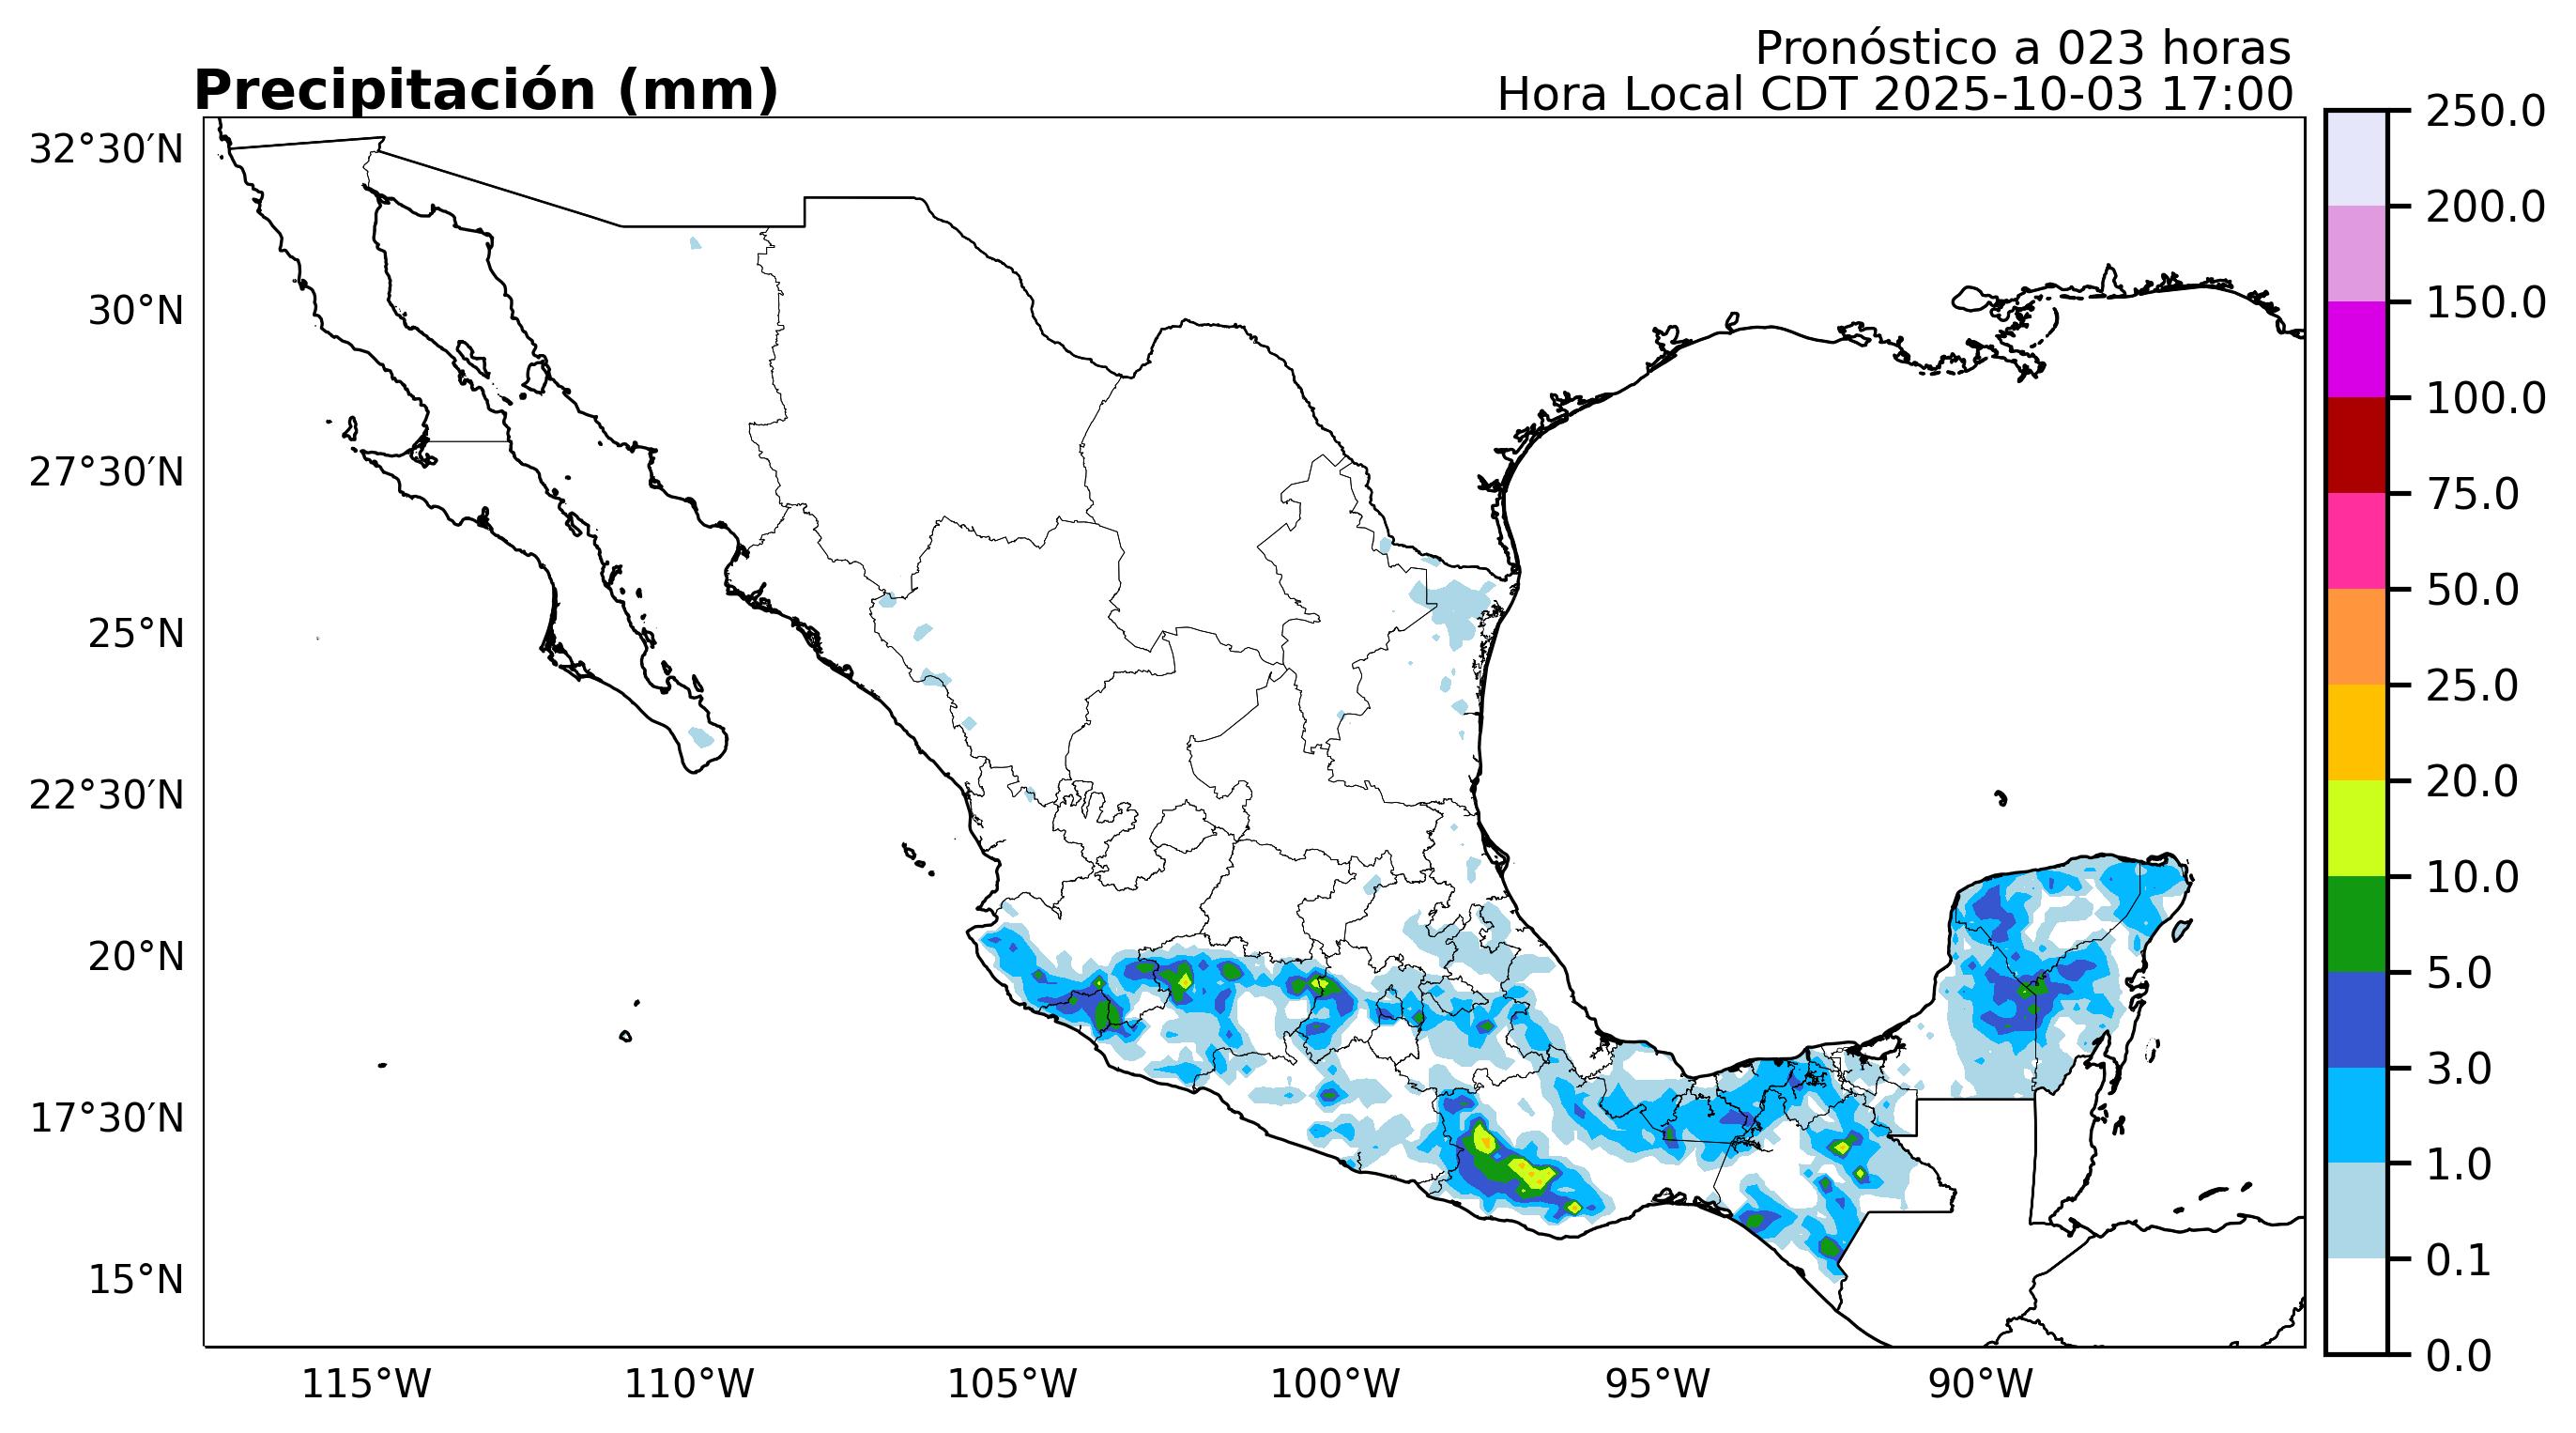 Pronóstico a 023 horas
Precipitación (mm)
Hora Local CDT 2025-10-03 17:00
32°30′N
30°N
27°30′N
25°N
22°30′N
20°N
17°30′N
15°N
115°W
110°W
105°W
100°W
95°W
90°W
250.0
200.0
150.0
100.0
75.0
50.0
25.0
20.0
10.0
5.0
3.0
1.0
0.1
0.0